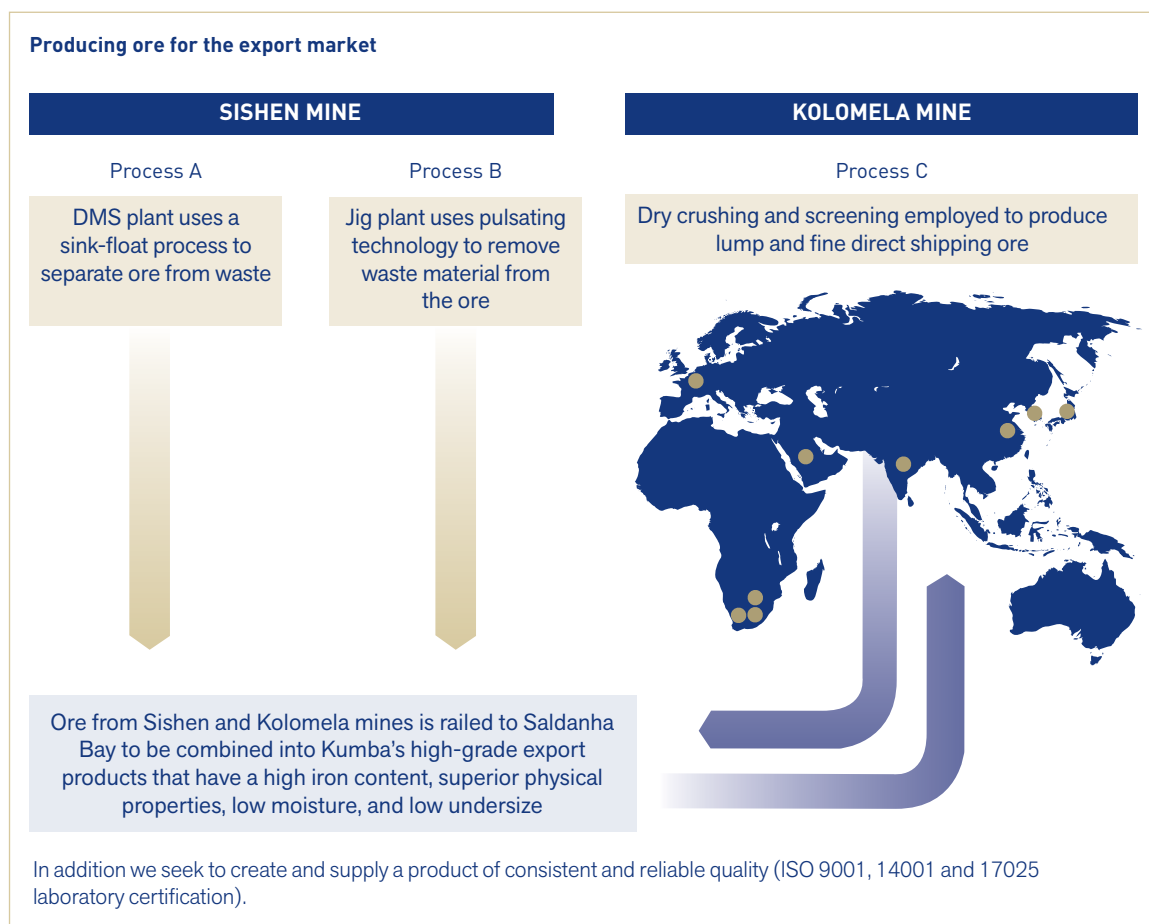 Producing ore for the export market
SISHEN MINE
KOLOMELA MINE
Process A
Process B
Process C
DMS plant uses a
sink-float process to
separate ore from waste
Jig plant uses pulsating
technology to remove
waste material from
the ore
Dry crushing and screening employed to produce
lump and fine direct shipping ore
Ore from Sishen and Kolomela mines is railed to Saldanha
Bay to be combined into Kumba’s high-grade export
products that have a high iron content, superior physical
properties, low moisture, and low undersize
In addition we seek to create and supply a product of consistent and reliable quality (ISO 9001, 14001 and 17025
laboratory certification).